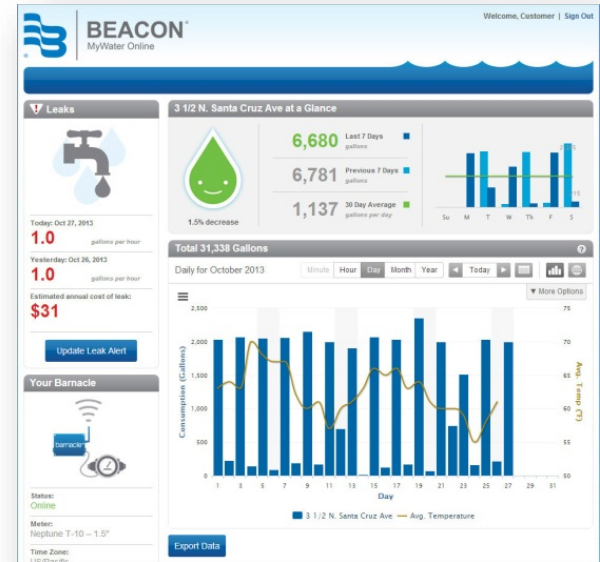 Welcome, Customer | Sign Out
BEACON
MyWater Online
Leaks
Today: Oct 27, 2013
1.0 gallons per hour
Yesterday: Oct 26, 2013
1.0 gallons per hour
Estimated annual cost of leak:
$31
Update Leak Alert
Your Barnacle
barnacle
Status:
Online
Meter:
Neptune T-10 – 1.5"
Time Zone:
US/Pacific
3 1/2 N. Santa Cruz Ave at a Glance
1.5% decrease
6,680 Last 7 Days
gallons
6,781 Previous 7 Days
gallons
1,137 30 Day Average
gallons per day
Su M T W Th F S
Total 31,338 Gallons
Daily for October 2013
Minute Hour Day Month Year Today
More Options
Consumption (Gallons)
2,500
2,000
1,500
1,000
500
0
75
70
65
60
55
50
Avg. Temp (°F)
1 3 5 7 9 11 13 15 17 19 21 23 25 27 29 31
Day
3 1/2 N. Santa Cruz Ave Avg. Temperature
Export Data